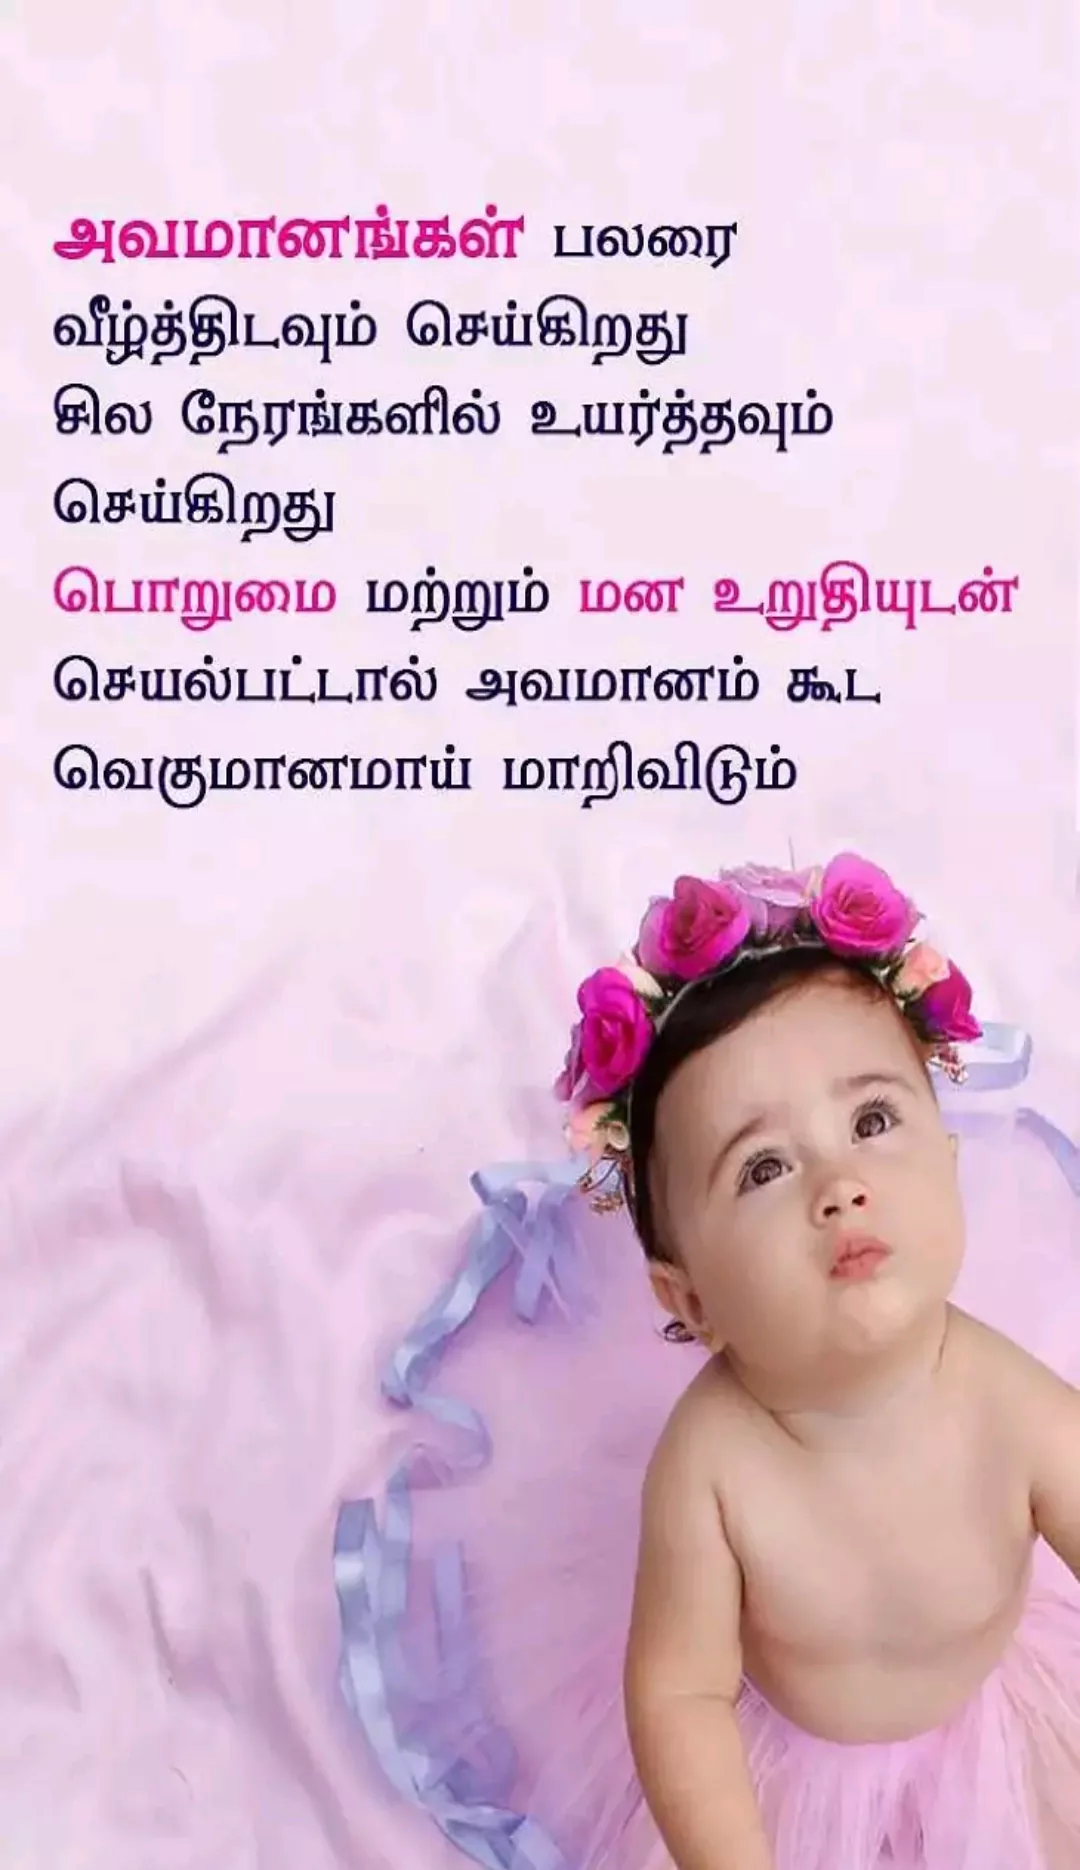 அவமானங்கள் பலரை
வீழ்த்திடவும் செய்கிறது
சில நேரங்களில் உயர்த்தவும்
செய்கிறது
பொறுமை மற்றும் மன உறுதியுடன்
செயல்பட்டால் அவமானம் கூட
வெகுமானமாய் மாறிவிடும்